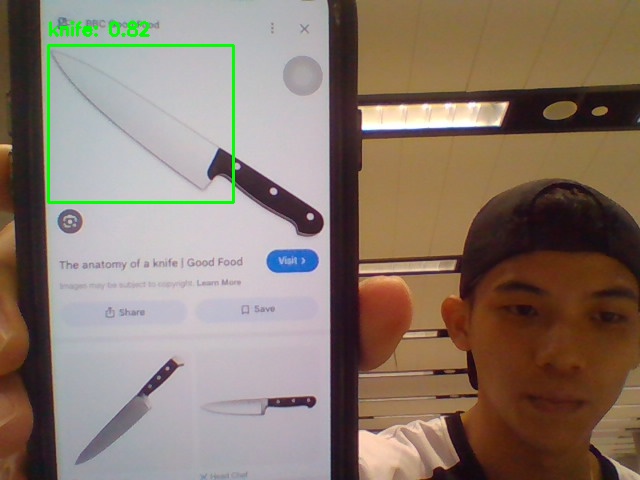 knife: 0.82
BBC Good Food
The anatomy of a knife | Good Food
Visit >
Images may be subject to copyright. Learn More
Share
Save
Head Chef